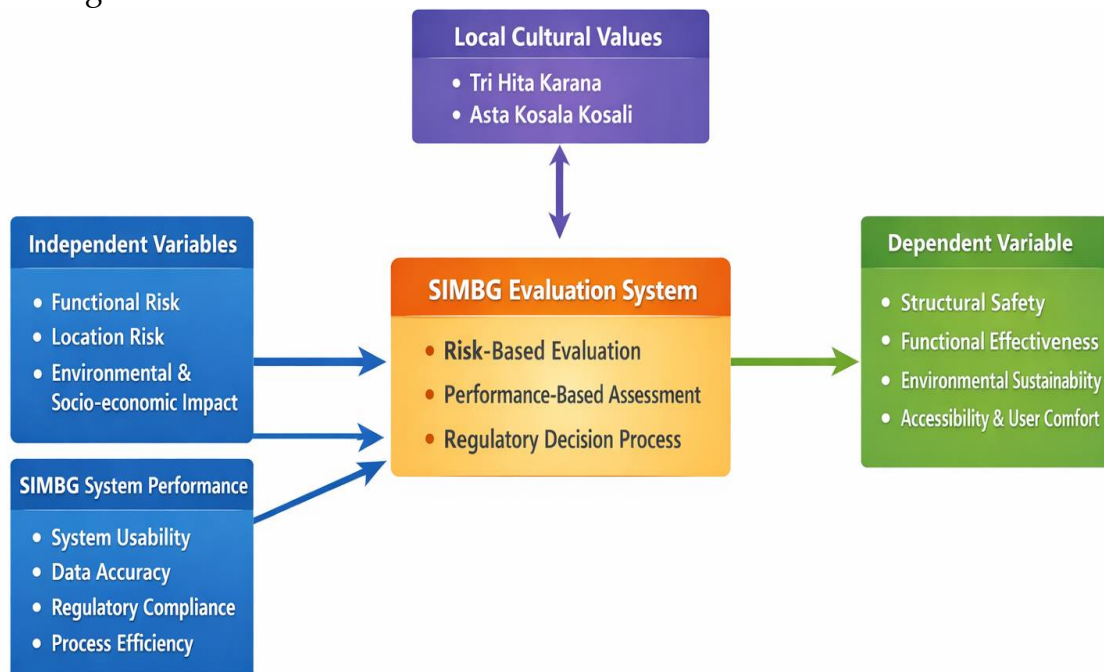 Local Cultural Values
• Tri Hita Karana
• Asta Kosala Kosali
Independent Variables
• Functional Risk
• Location Risk
• Environmental &
Socio-economic Impact
SIMBG System Performance
• System Usability
• Data Accuracy
• Regulatory Compliance
• Process Efficiency
SIMBG Evaluation System
• Risk-Based Evaluation
• Performance-Based Assessment
• Regulatory Decision Process
Dependent Variable
• Structural Safety
• Functional Effectiveness
• Environmental Sustainabiity
• Accessibility & User Comfort